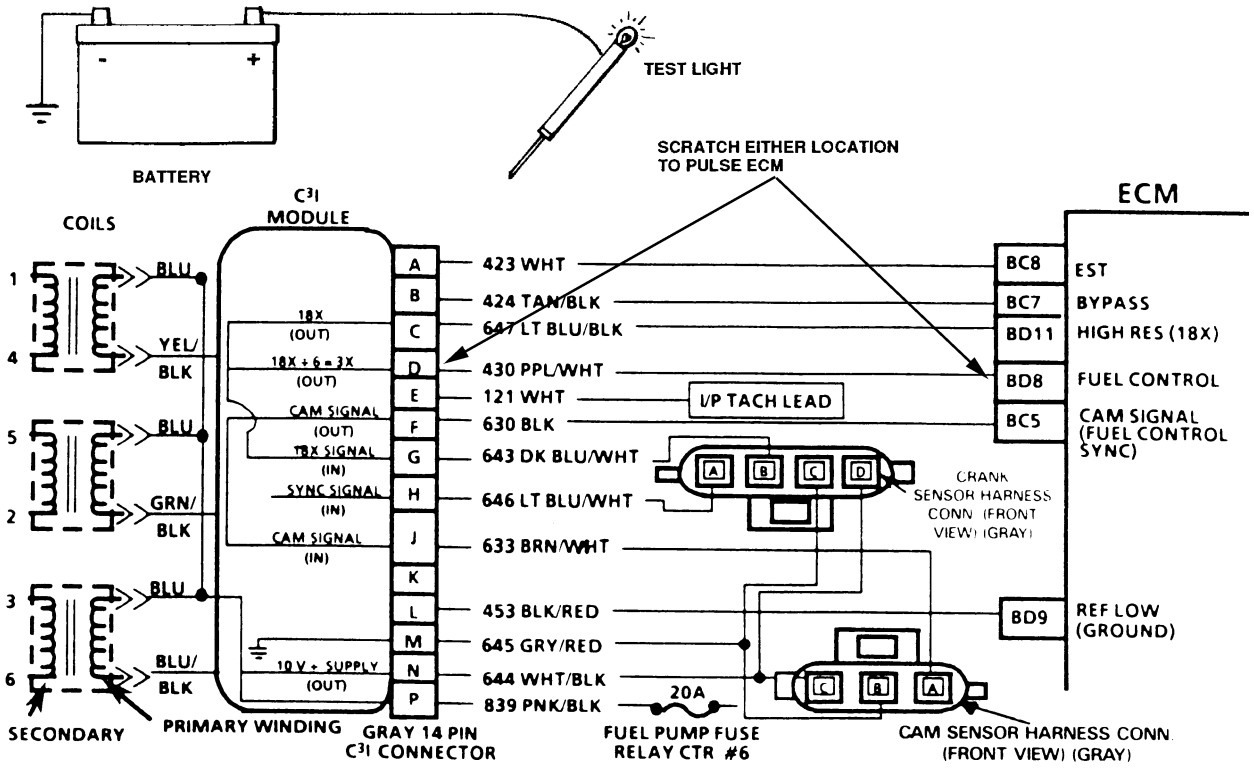 -
+
BATTERY
TEST LIGHT
SCRATCH EITHER LOCATION
TO PULSE ECM
ECM
COILS
1
4
5
2
3
6
BLU
YEL/
BLK
BLU
GRN/
BLK
BLU
BLU/
BLK
SECONDARY
PRIMARY WINDING
C³I
MODULE
18X
(OUT)
18X ÷ 6 = 3X
(OUT)
CAM SIGNAL
(OUT)
18X SIGNAL
(IN)
SYNC SIGNAL
(IN)
CAM SIGNAL
(IN)
10 V + SUPPLY
(OUT)
A
B
C
D
E
F
G
H
J
K
L
M
N
P
GRAY 14 PIN
C³I CONNECTOR
423 WHT
424 TAN/BLK
647 LT BLU/BLK
430 PPL/WHT
121 WHT
630 BLK
643 DK BLU/WHT
646 LT BLU/WHT
633 BRN/WHT
453 BLK/RED
645 GRY/RED
644 WHT/BLK
839 PNK/BLK
I/P TACH LEAD
20A
FUEL PUMP FUSE
RELAY CTR #6
A B C D
CRANK
SENSOR HARNESS
CONN. (FRONT
VIEW) (GRAY)
C B A
CAM SENSOR HARNESS CONN.
(FRONT VIEW) (GRAY)
BC8 EST
BC7 BYPASS
BD11 HIGH RES (18X)
BD8 FUEL CONTROL
BC5 CAM SIGNAL
(FUEL CONTROL
SYNC)
BD9 REF LOW
(GROUND)